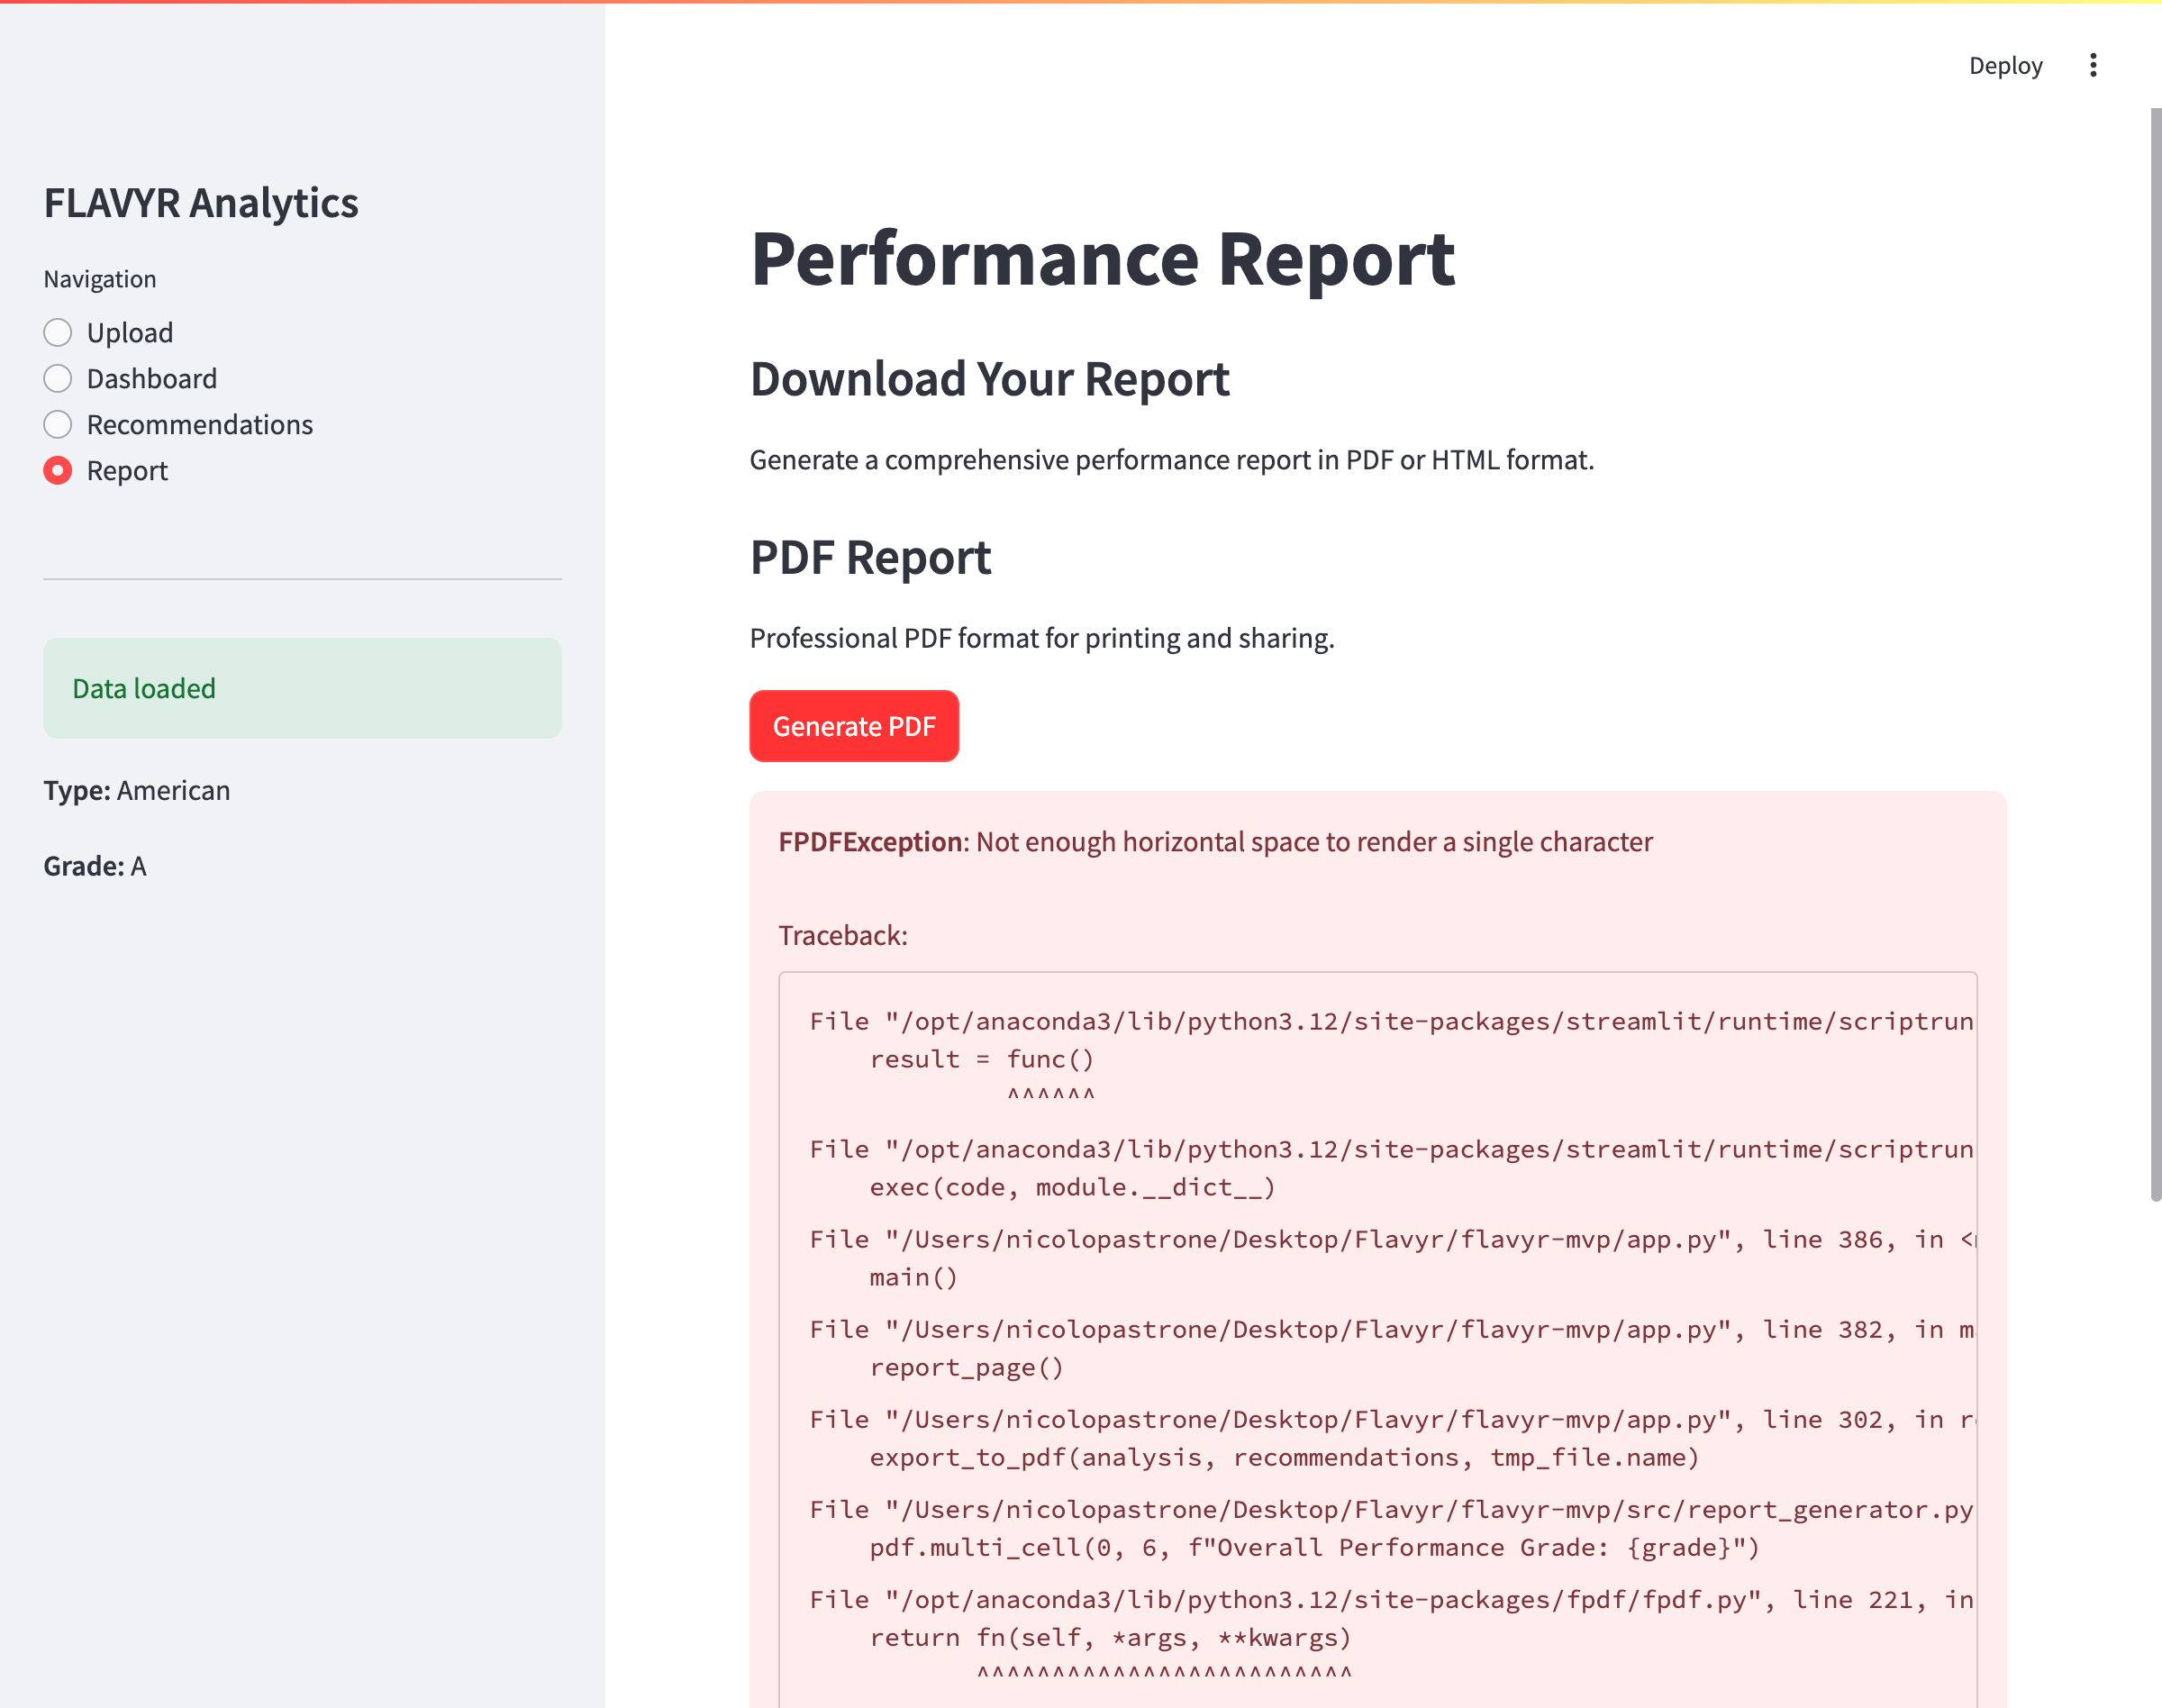 Deploy
FLAVYR Analytics
Navigation
Upload
Dashboard
Recommendations
Report
Data loaded
Type: American
Grade: A
Performance Report
Download Your Report
Generate a comprehensive performance report in PDF or HTML format.
PDF Report
Professional PDF format for printing and sharing.
Generate PDF
FPDFException: Not enough horizontal space to render a single character
Traceback:
File "/opt/anaconda3/lib/python3.12/site-packages/streamlit/runtime/scriptrun
result = func()
^^^^^^
File "/opt/anaconda3/lib/python3.12/site-packages/streamlit/runtime/scriptrun
exec(code, module.__dict__)
File "/Users/nicolopastrone/Desktop/Flavyr/flavyr-mvp/app.py", line 386, in <
main()
File "/Users/nicolopastrone/Desktop/Flavyr/flavyr-mvp/app.py", line 382, in m
report_page()
File "/Users/nicolopastrone/Desktop/Flavyr/flavyr-mvp/app.py", line 302, in r
export_to_pdf(analysis, recommendations, tmp_file.name)
File "/Users/nicolopastrone/Desktop/Flavyr/flavyr-mvp/src/report_generator.py
pdf.multi_cell(0, 6, f"Overall Performance Grade: {grade}")
File "/opt/anaconda3/lib/python3.12/site-packages/fpdf/fpdf.py", line 221, in
return fn(self, *args, **kwargs)
^^^^^^^^^^^^^^^^^^^^^^^^^